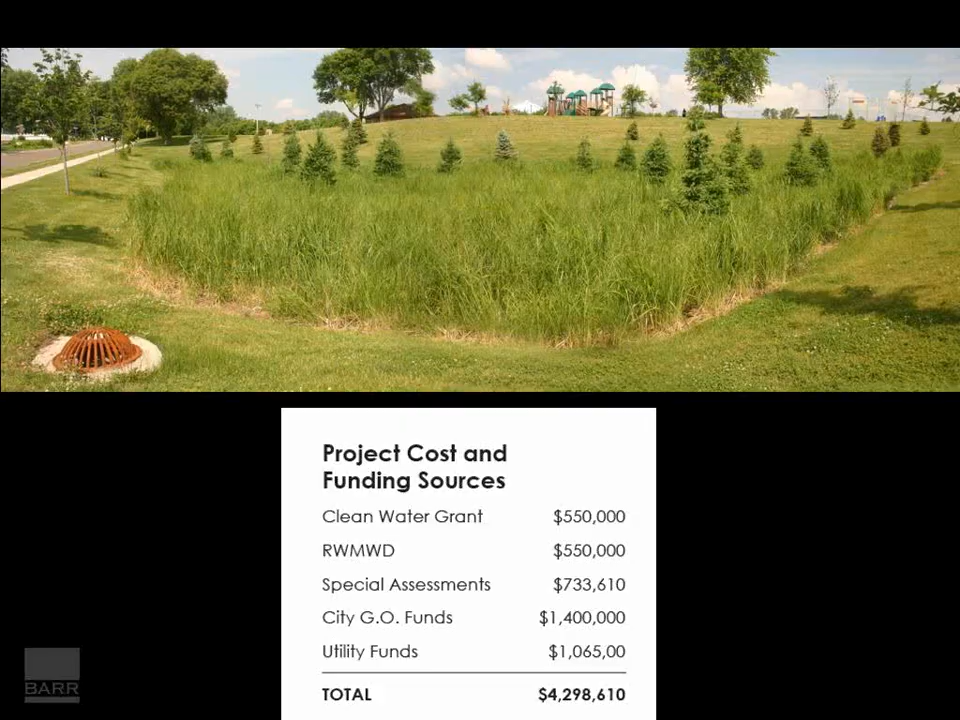 Project Cost and
Funding Sources
Clean Water Grant $550,000
RWMWD $550,000
Special Assessments $733,610
City G.O. Funds $1,400,000
Utility Funds $1,065,00
TOTAL $4,298,610
BARR